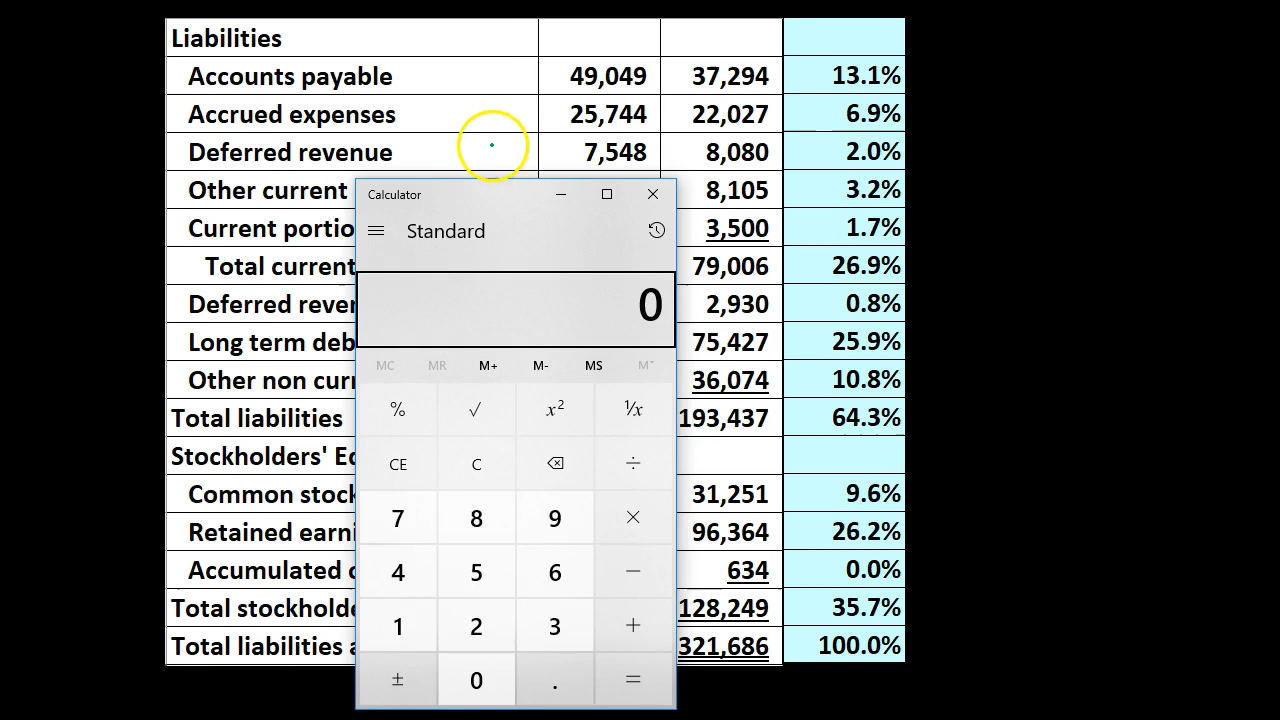 Liabilities
Accounts payable 49,049 37,294 13.1%
Accrued expenses 25,744 22,027 6.9%
Deferred revenue 7,548 8,080 2.0%
Other current 8,105 3.2%
Current portio 3,500 1.7%
Total current 79,006 26.9%
Deferred rever 2,930 0.8%
Long term deb 75,427 25.9%
Other non curr 36,074 10.8%
Total liabilities 193,437 64.3%
Stockholders' Eq
Common stock 31,251 9.6%
Retained earni 96,364 26.2%
Accumulated 634 0.0%
Total stockholde 128,249 35.7%
Total liabilities a 321,686 100.0%
Calculator
Standard
0
MC MR M+ M- MS M˅
% √ x² ¹/x
CE C ÷
7 8 9 ×
4 5 6 −
1 2 3 +
± 0 . =